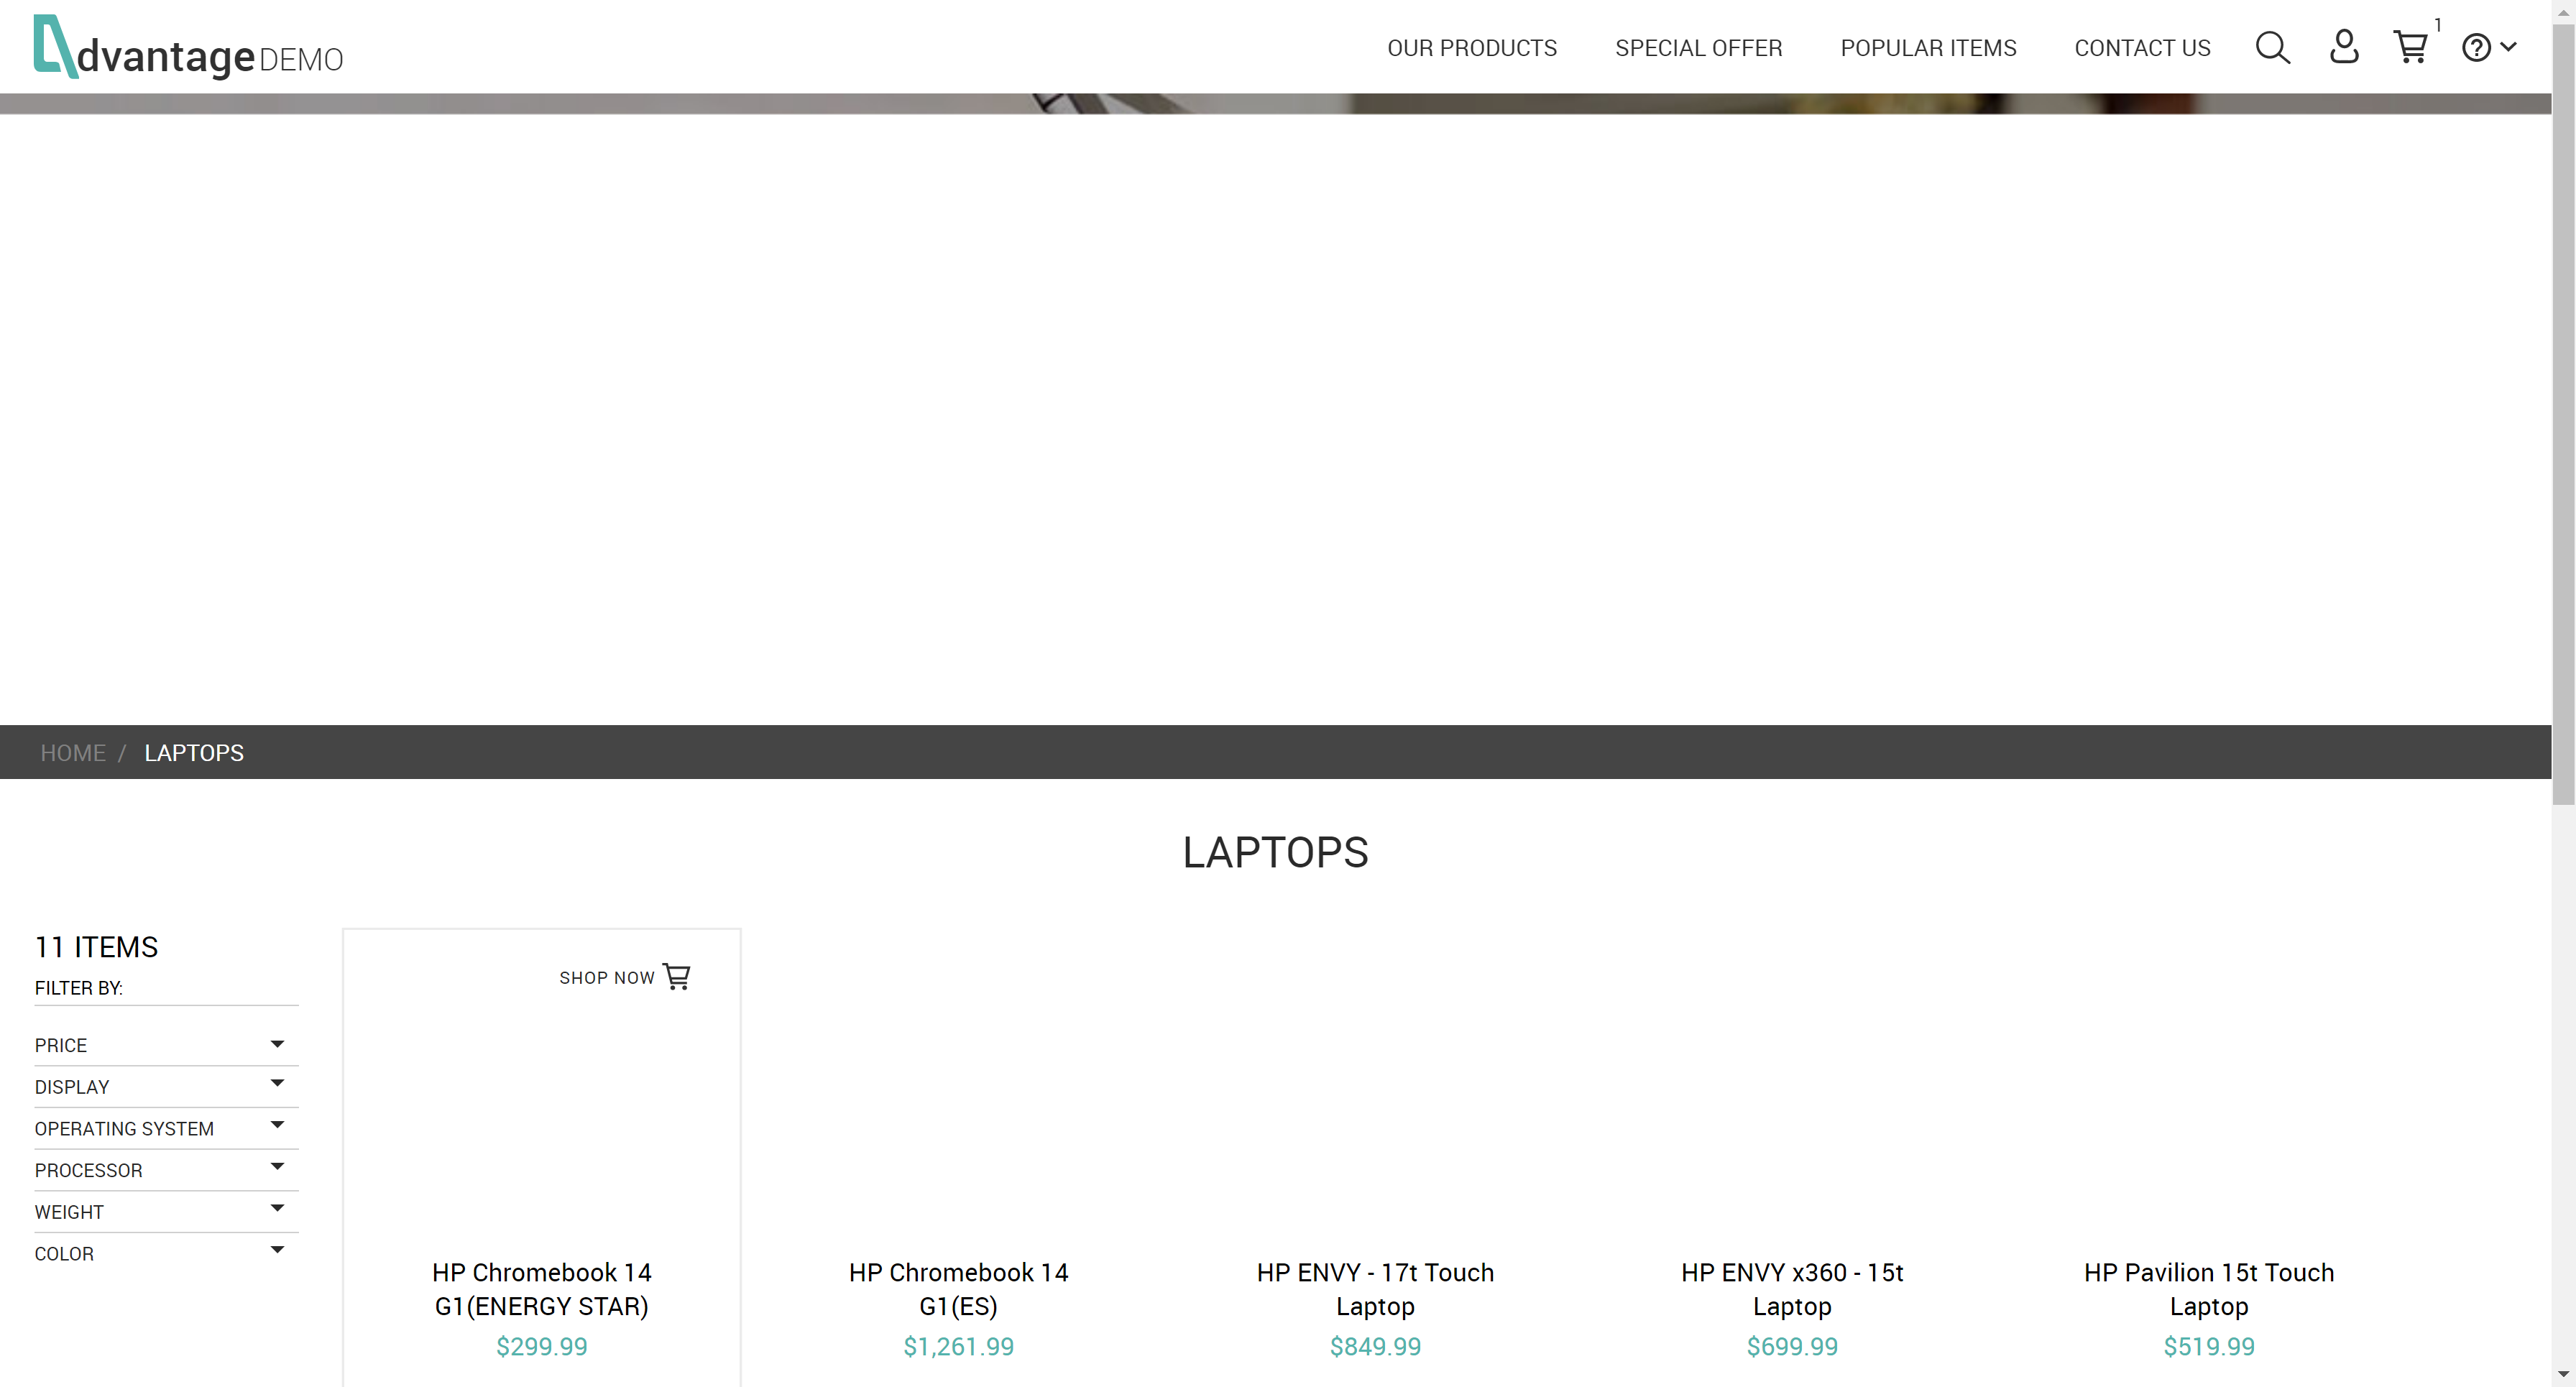 dvantage DEMO
OUR PRODUCTS
SPECIAL OFFER
POPULAR ITEMS
CONTACT US
1
HOME / LAPTOPS
LAPTOPS
11 ITEMS
FILTER BY:
PRICE
DISPLAY
OPERATING SYSTEM
PROCESSOR
WEIGHT
COLOR
SHOP NOW
HP Chromebook 14
G1(ENERGY STAR)
$299.99
HP Chromebook 14
G1(ES)
$1,261.99
HP ENVY - 17t Touch
Laptop
$849.99
HP ENVY x360 - 15t
Laptop
$699.99
HP Pavilion 15t Touch
Laptop
$519.99